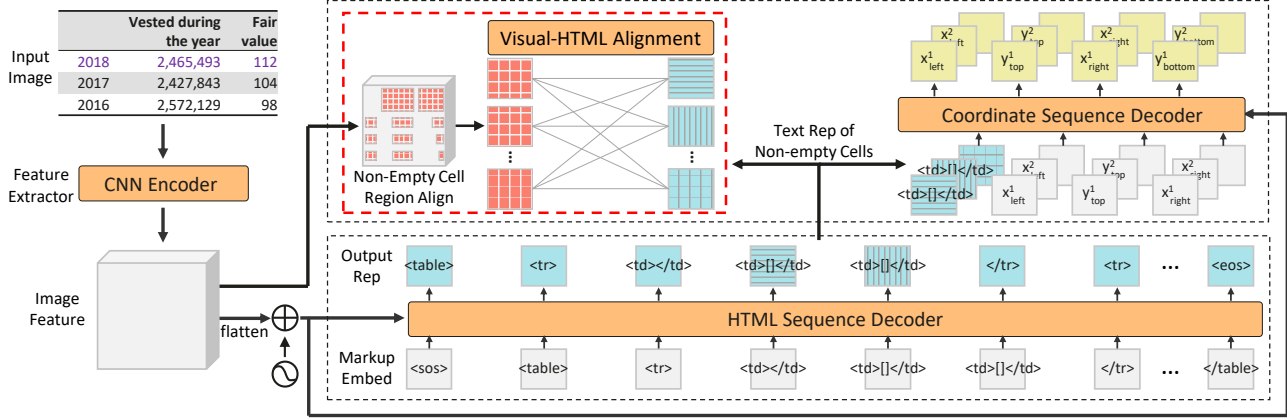 Input
Image
Vested during
the year
Fair
value
2018 2,465,493 112
2017 2,427,843 104
2016 2,572,129 98
Feature
Extractor
CNN Encoder
Image
Feature
flatten
Visual-HTML Alignment
Non-Empty Cell
Region Align
Text Rep of
Non-empty Cells
x²left y²top x²right y²bottom
x¹left y¹top x¹right y¹bottom
Coordinate Sequence Decoder
<td>[]</td> x²left y²top x²right
<td>[]</td> x¹left y¹top x¹right
Output
Rep
<table> <tr> <td></td> <td>[]</td> <td>[]</td> </tr> <tr> ... <eos>
HTML Sequence Decoder
Markup
Embed
<sos> <table> <tr> <td></td> <td>[]</td> <td>[]</td> </tr> ... </table>